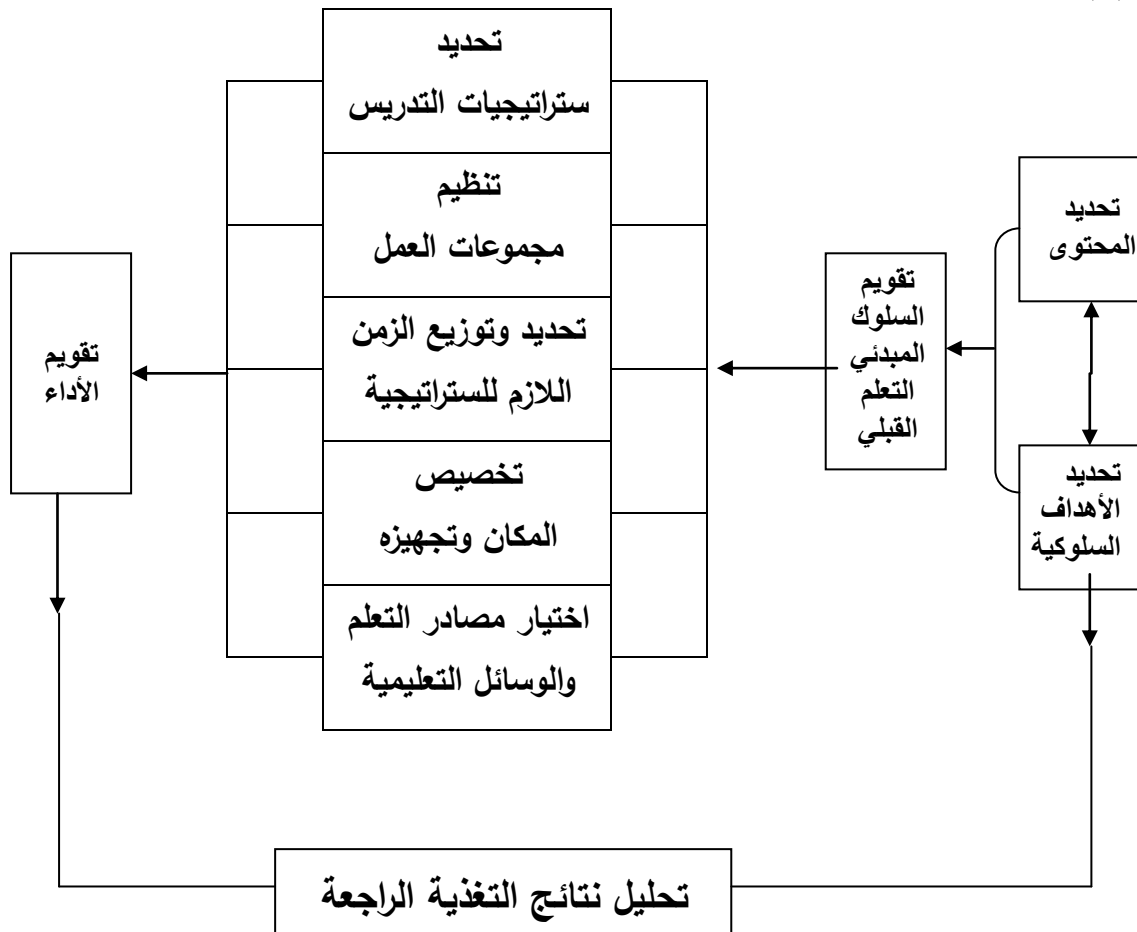 تحديد
المحتوى
تحديد
الأهداف
السلوكية
تقويم
السلوك
المبدئي
التعلم
القبلي
تحديد
ستراتيجيات التدريس
تنظيم
مجموعات العمل
تحديد وتوزيع الزمن
اللازم للستراتيجية
تخصيص
المكان وتجهيزه
اختيار مصادر التعلم
والوسائل التعليمية
تقويم
الأداء
تحليل نتائج التغذية الراجعة